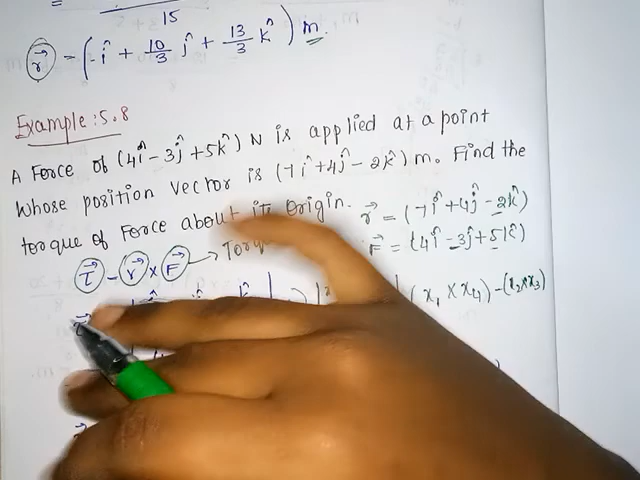 15
r⃗ = (-î + 10/3 ĵ + 13/3 k̂) m
Example: 5.8
A Force of (4î - 3ĵ + 5k̂) N is applied at a point
whose position vector is (7î + 4ĵ - 2k̂) m. Find the
torque of Force about its origin.
r⃗ = (7î + 4ĵ - 2k̂)
F⃗ = (4î - 3ĵ + 5k̂)
τ⃗ = r⃗ × F⃗ → Torq
(x₁ × x₄) - (x₂ × x₃)